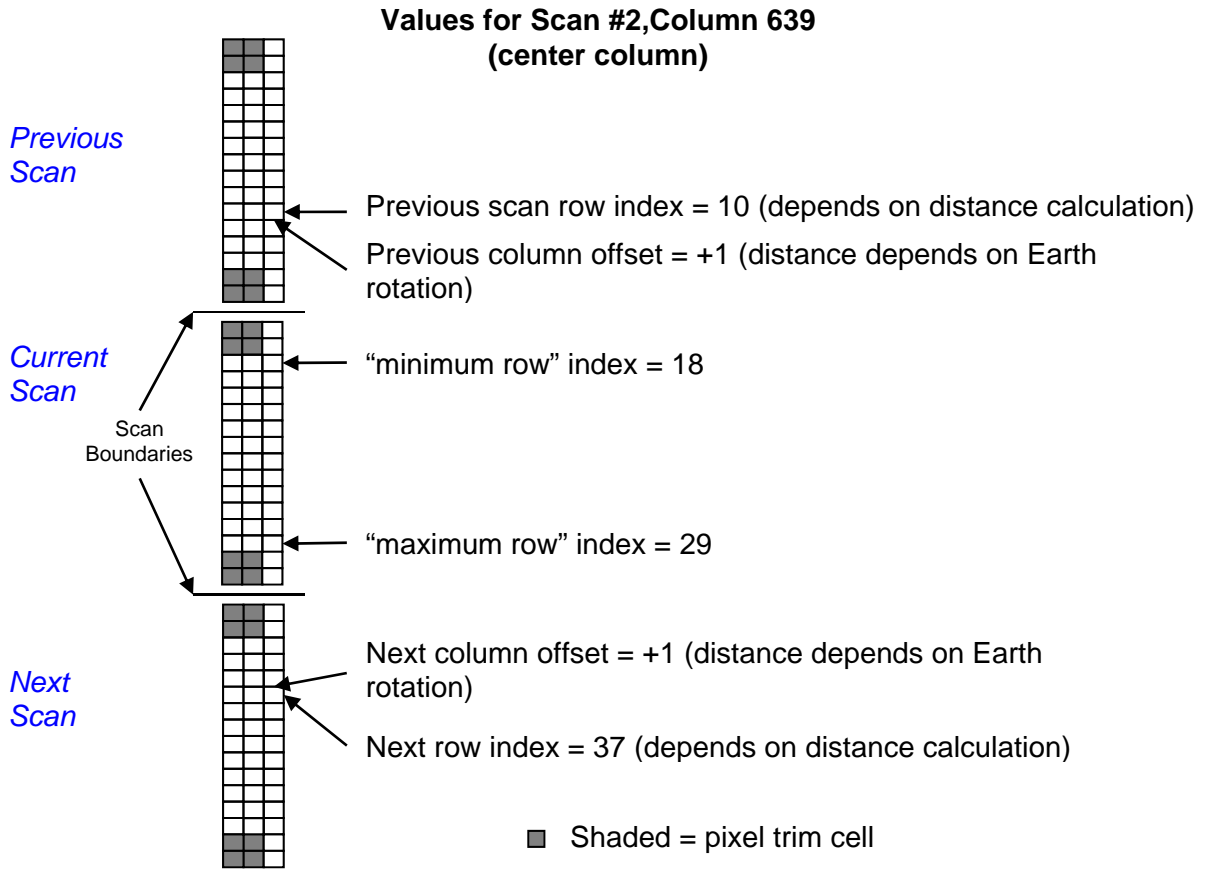 Values for Scan #2,Column 639
(center column)
Previous
Scan
Previous scan row index = 10 (depends on distance calculation)
Previous column offset = +1 (distance depends on Earth
rotation)
Current
Scan
“minimum row” index = 18
Scan
Boundaries
“maximum row” index = 29
Next
Scan
Next column offset = +1 (distance depends on Earth
rotation)
Next row index = 37 (depends on distance calculation)
Shaded = pixel trim cell